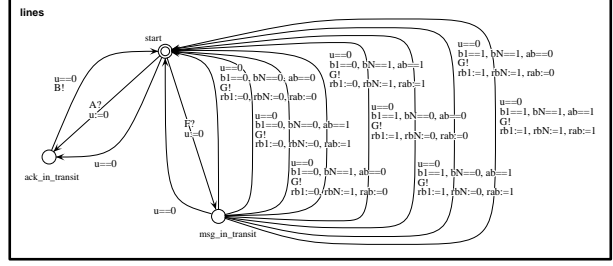 lines
start
u==0
B!
A?
u:=0
u==0
ack_in_transit
F?
u:=0
u==0
msg_in_transit
u==0
b1==0, bN==0, ab==0
G!
rb1:=0, rbN:=0, rab:=0
u==0
b1==0, bN==0, ab==1
G!
rb1:=0, rbN:=0, rab:=1
u==0
b1==0, bN==1, ab==0
G!
rb1:=0, rbN:=1, rab:=0
u==0
b1==0, bN==1, ab==1
G!
rb1:=0, rbN:=1, rab:=1
u==0
b1==1, bN==0, ab==0
G!
rb1:=1, rbN:=0, rab:=0
u==0
b1==1, bN==0, ab==1
G!
rb1:=1, rbN:=0, rab:=1
u==0
b1==1, bN==1, ab==0
G!
rb1:=1, rbN:=1, rab:=0
u==0
b1==1, bN==1, ab==1
G!
rb1:=1, rbN:=1, rab:=1